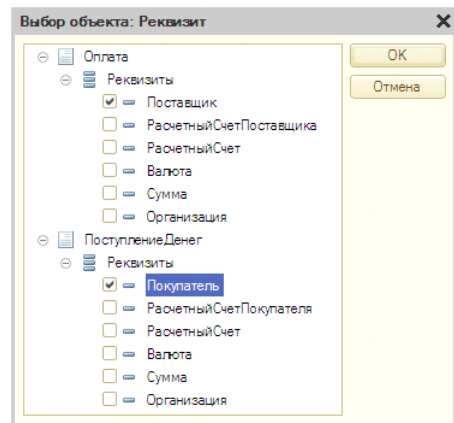 Выбор объекта: Реквизит
Оплата
Реквизиты
Поставщик
РасчетныйСчетПоставщика
РасчетныйСчет
Валюта
Сумма
Организация
ПоступлениеДенег
Реквизиты
Покупатель
РасчетныйСчетПокупателя
РасчетныйСчет
Валюта
Сумма
Организация
OK
Отмена